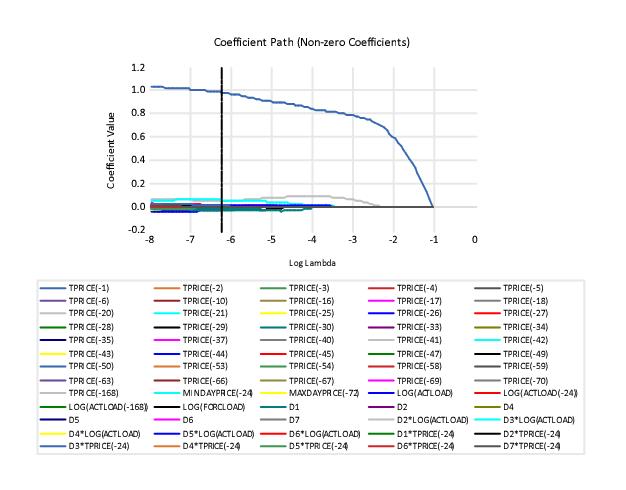 Coefficient Path (Non-zero Coefficients)
1.2
1.0
0.8
0.6
0.4
0.2
0.0
-0.2
Coefficient Value
-8 -7 -6 -5 -4 -3 -2 -1 0
Log Lambda
TPRICE(-1) TPRICE(-2) TPRICE(-3) TPRICE(-4) TPRICE(-5)
TPRICE(-6) TPRICE(-10) TPRICE(-16) TPRICE(-17) TPRICE(-18)
TPRICE(-20) TPRICE(-21) TPRICE(-25) TPRICE(-26) TPRICE(-27)
TPRICE(-28) TPRICE(-29) TPRICE(-30) TPRICE(-33) TPRICE(-34)
TPRICE(-35) TPRICE(-37) TPRICE(-40) TPRICE(-41) TPRICE(-42)
TPRICE(-43) TPRICE(-44) TPRICE(-45) TPRICE(-47) TPRICE(-49)
TPRICE(-50) TPRICE(-53) TPRICE(-54) TPRICE(-58) TPRICE(-59)
TPRICE(-63) TPRICE(-66) TPRICE(-67) TPRICE(-69) TPRICE(-70)
TPRICE(-168) MINDAYPRICE(-24) MAXDAYPRICE(-72) LOG(ACTLOAD) LOG(ACTLOAD(-24))
LOG(ACTLOAD(-168)) LOG(FORCLOAD) D1 D2 D4
D5 D6 D7 D2*LOG(ACTLOAD) D3*LOG(ACTLOAD)
D4*LOG(ACTLOAD) D5*LOG(ACTLOAD) D6*LOG(ACTLOAD) D1*TPRICE(-24) D2*TPRICE(-24)
D3*TPRICE(-24) D4*TPRICE(-24) D5*TPRICE(-24) D6*TPRICE(-24) D7*TPRICE(-24)